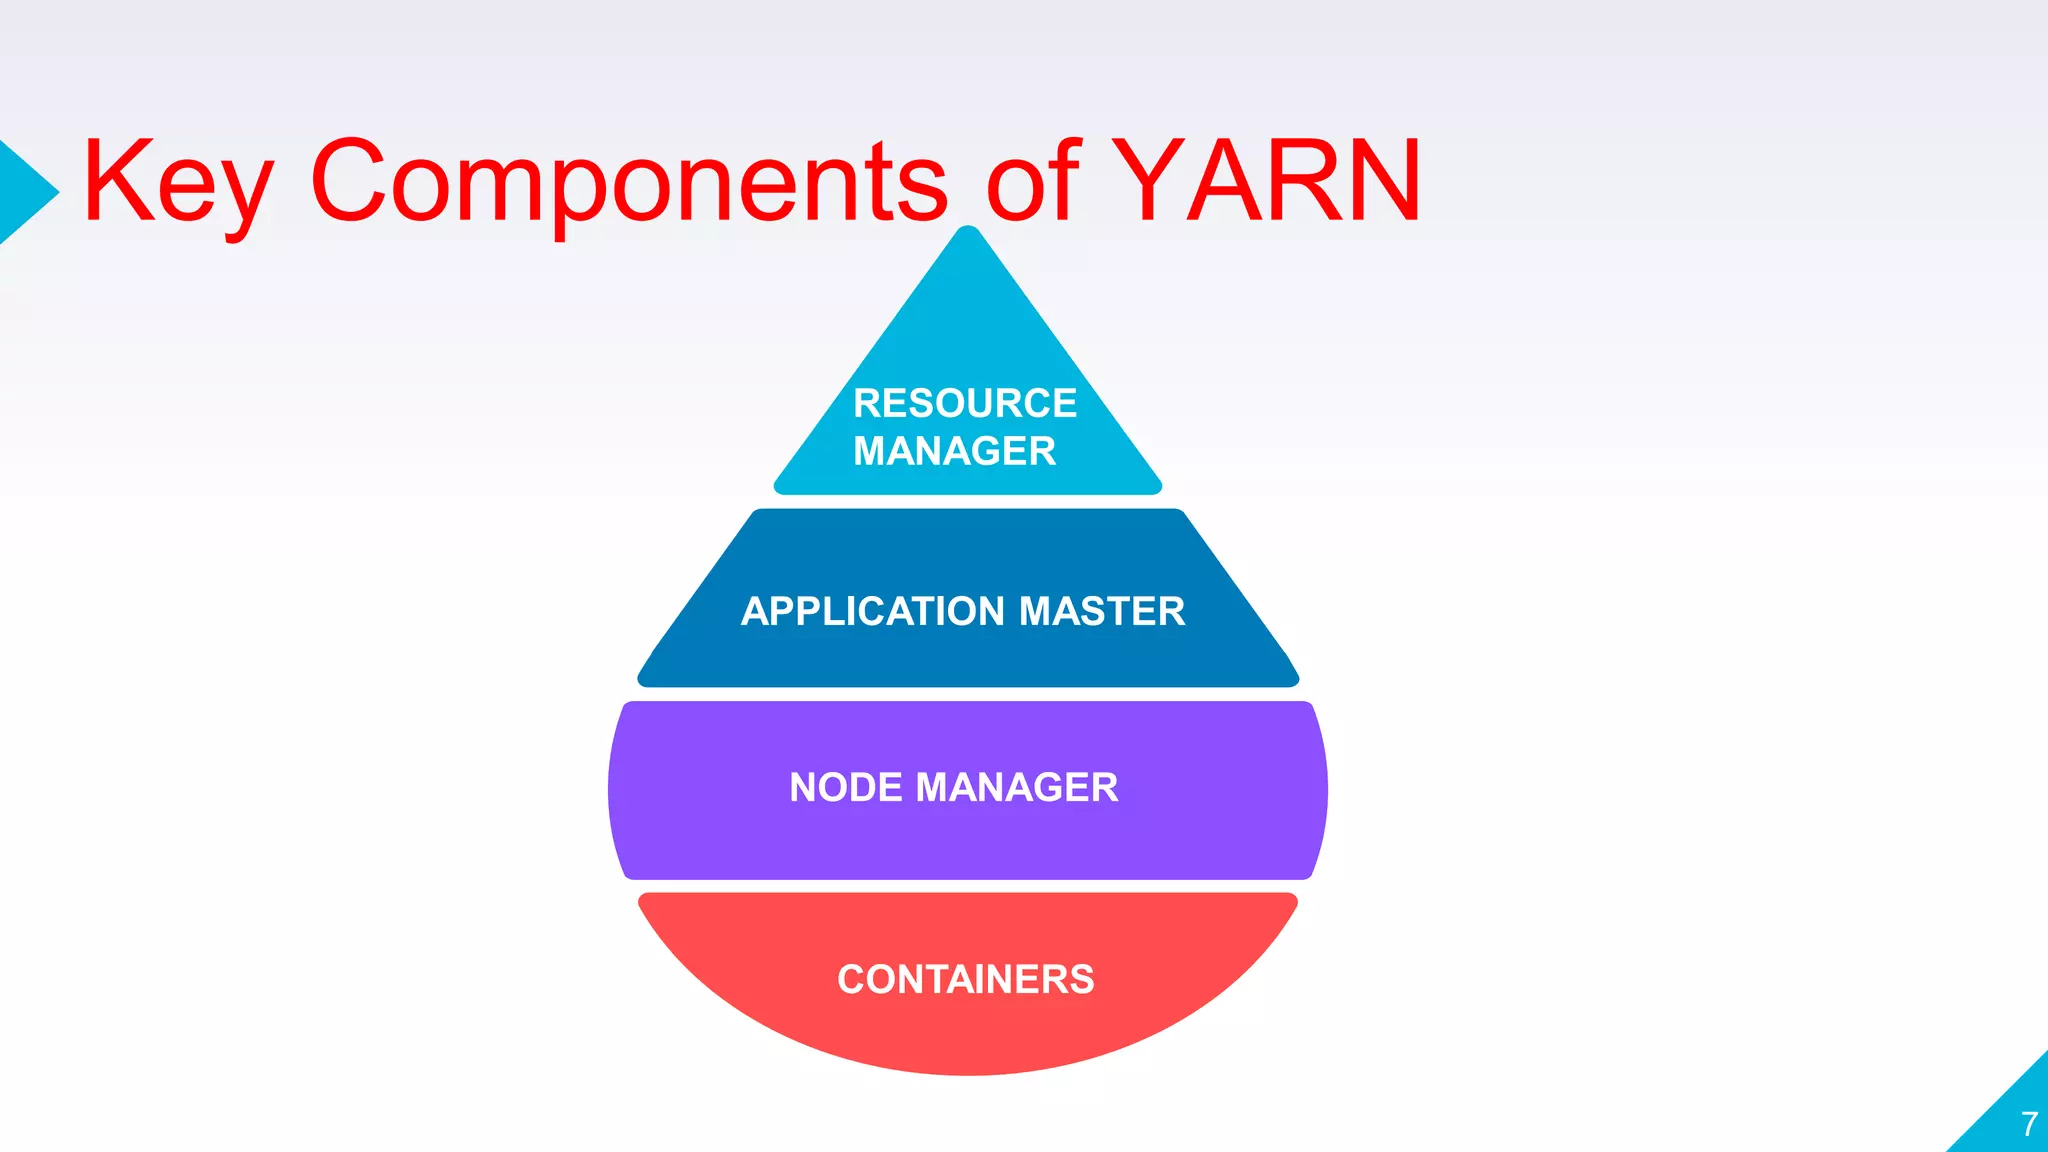 Key Components of YARN
RESOURCE
MANAGER
APPLICATION MASTER
NODE MANAGER
CONTAINERS
7